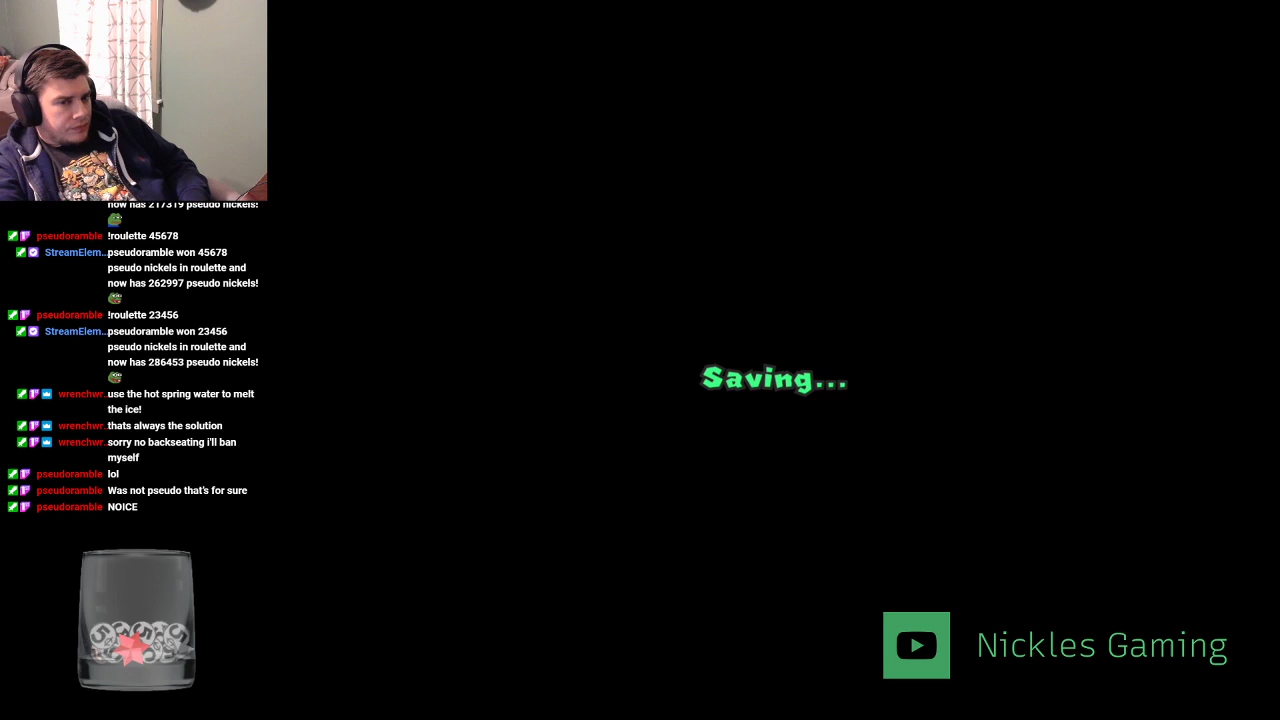 now has 217319 pseudo nickels!
pseudoramble !roulette 45678
StreamElem... pseudoramble won 45678
pseudo nickels in roulette and
now has 262997 pseudo nickels!
pseudoramble !roulette 23456
StreamElem... pseudoramble won 23456
pseudo nickels in roulette and
now has 286453 pseudo nickels!
wrenchwr... use the hot spring water to melt
the ice!
wrenchwr... thats always the solution
wrenchwr... sorry no backseating i'll ban
myself
pseudoramble lol
pseudoramble Was not pseudo that's for sure
pseudoramble NOICE
Saving...
5 5 5
Nickles Gaming